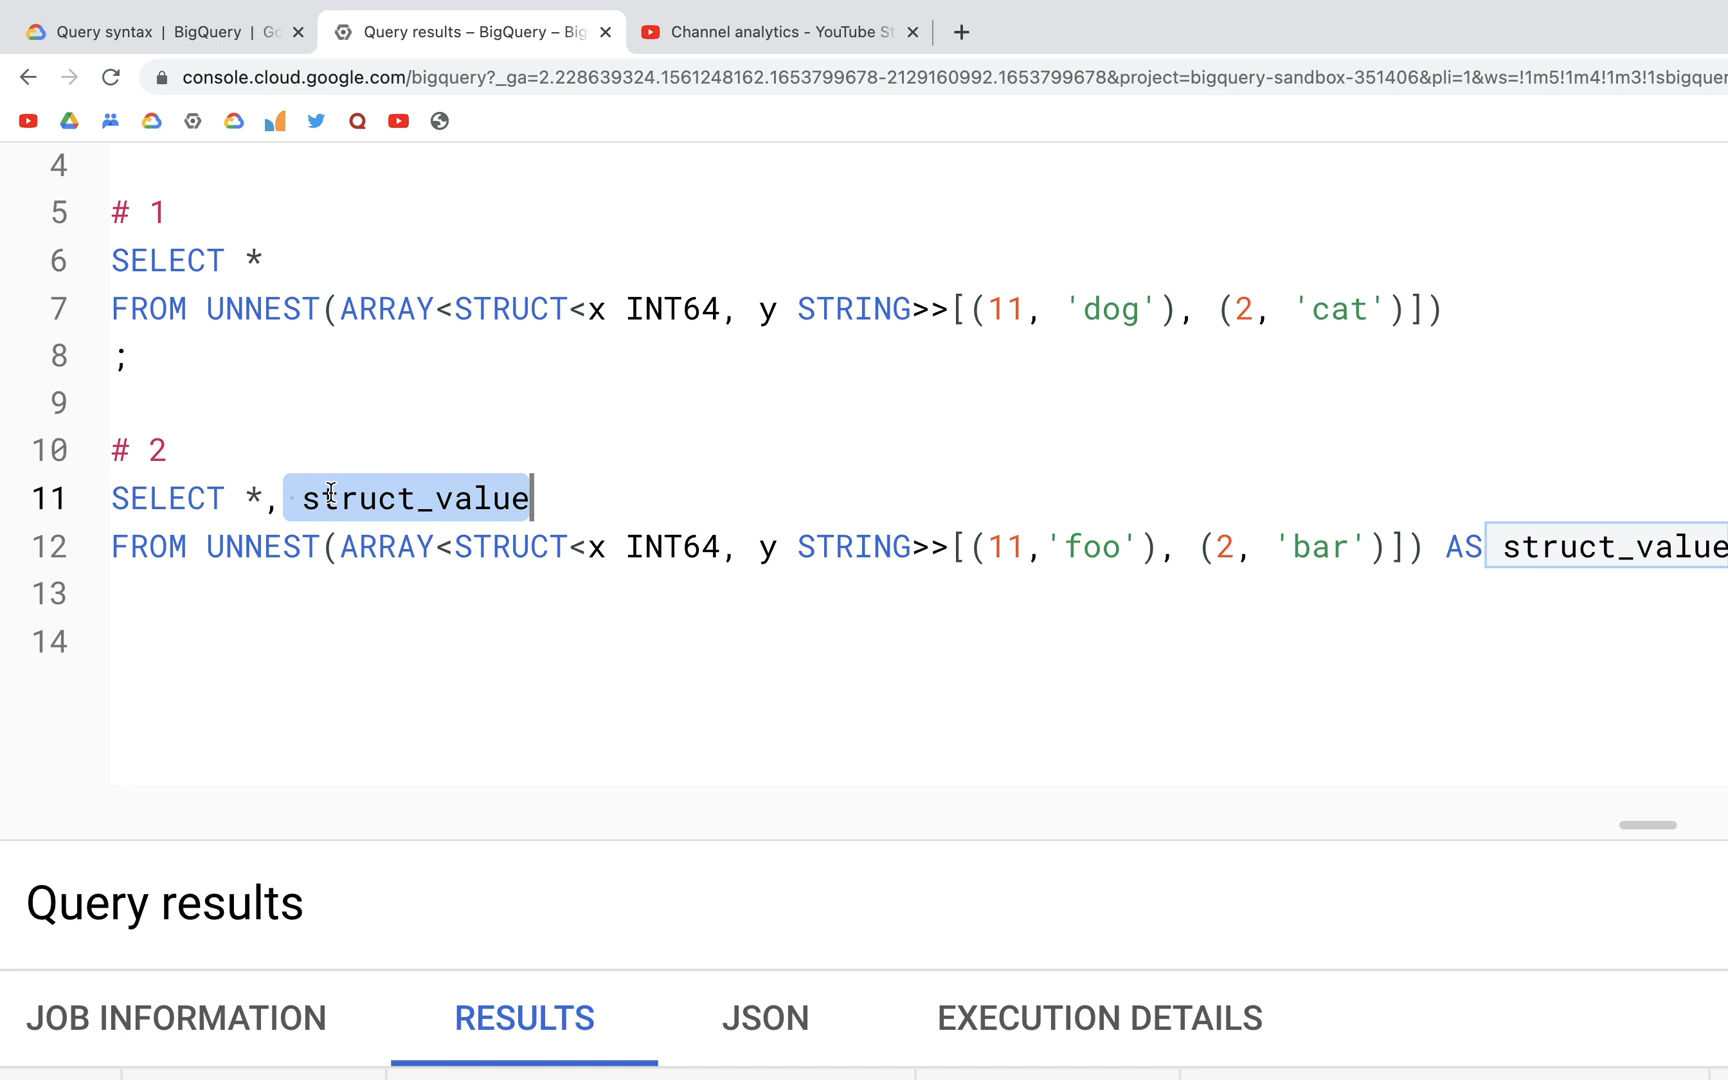 Query syntax | BigQuery | Go
Query results – BigQuery – Big
Channel analytics - YouTube St
console.cloud.google.com/bigquery?_ga=2.228639324.1561248162.1653799678-2129160992.1653799678&project=bigquery-sandbox-351406&pli=1&ws=!1m5!1m4!1m3!1sbigquer
4
5 # 1
6 SELECT *
7 FROM UNNEST(ARRAY<STRUCT<x INT64, y STRING>>[(11, 'dog'), (2, 'cat')])
8 ;
9
10 # 2
11 SELECT *, struct_value
12 FROM UNNEST(ARRAY<STRUCT<x INT64, y STRING>>[(11,'foo'), (2, 'bar')]) AS struct_value
13
14
Query results
JOB INFORMATION RESULTS JSON EXECUTION DETAILS